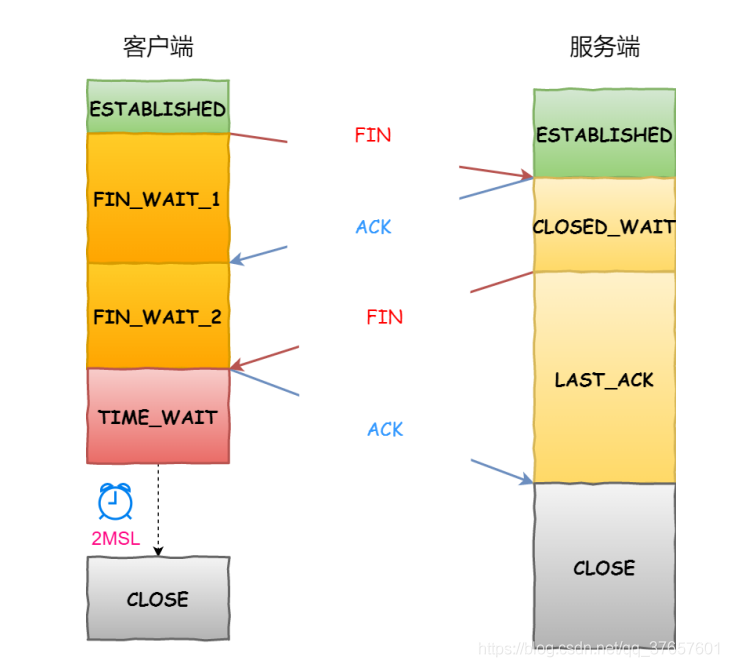 客户端
服务端
ESTABLISHED
ESTABLISHED
FIN
FIN_WAIT_1
ACK
CLOSED_WAIT
FIN_WAIT_2
FIN
LAST_ACK
TIME_WAIT
ACK
2MSL
CLOSE
CLOSE
https://blog.csdn.net/qq_37657601